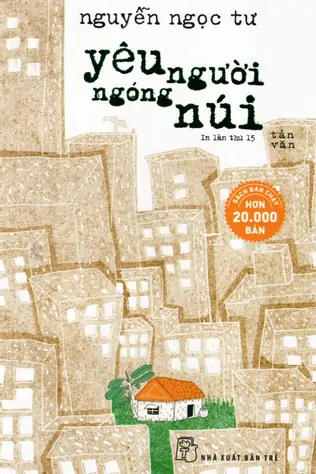 nguyễn ngọc tư
yêu người
ngóng núi
In lần thứ 15
tản
văn
SÁCH BÁN CHẠY
HƠN
20.000
BẢN
NHÀ XUẤT BẢN TRẺ